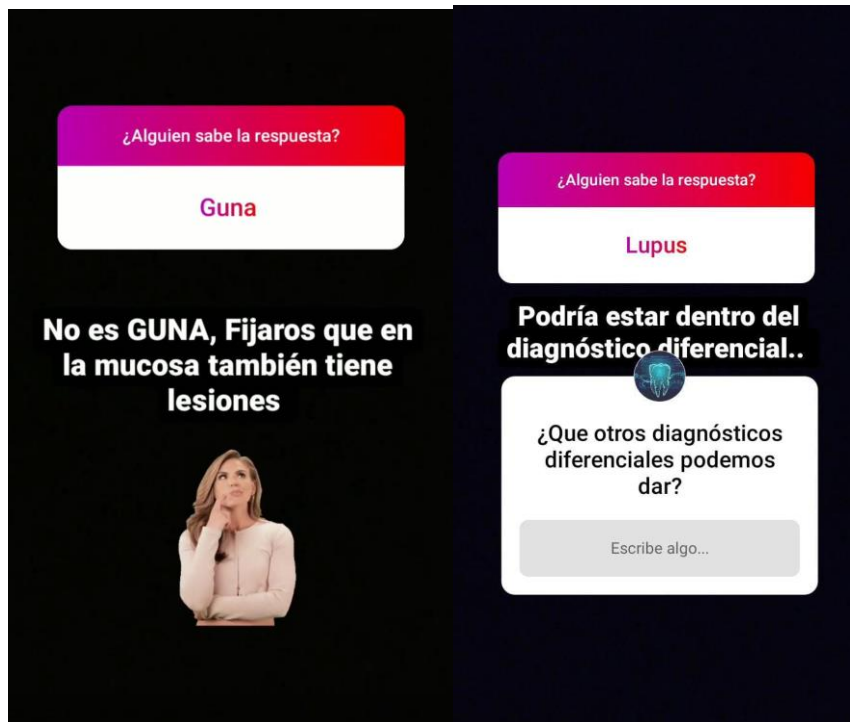 ¿Alguien sabe la respuesta?
Guna
No es GUNA, Fijaros que en
la mucosa también tiene
lesiones
¿Alguien sabe la respuesta?
Lupus
Podría estar dentro del
diagnóstico diferencial..
¿Que otros diagnósticos
diferenciales podemos
dar?
Escribe algo...